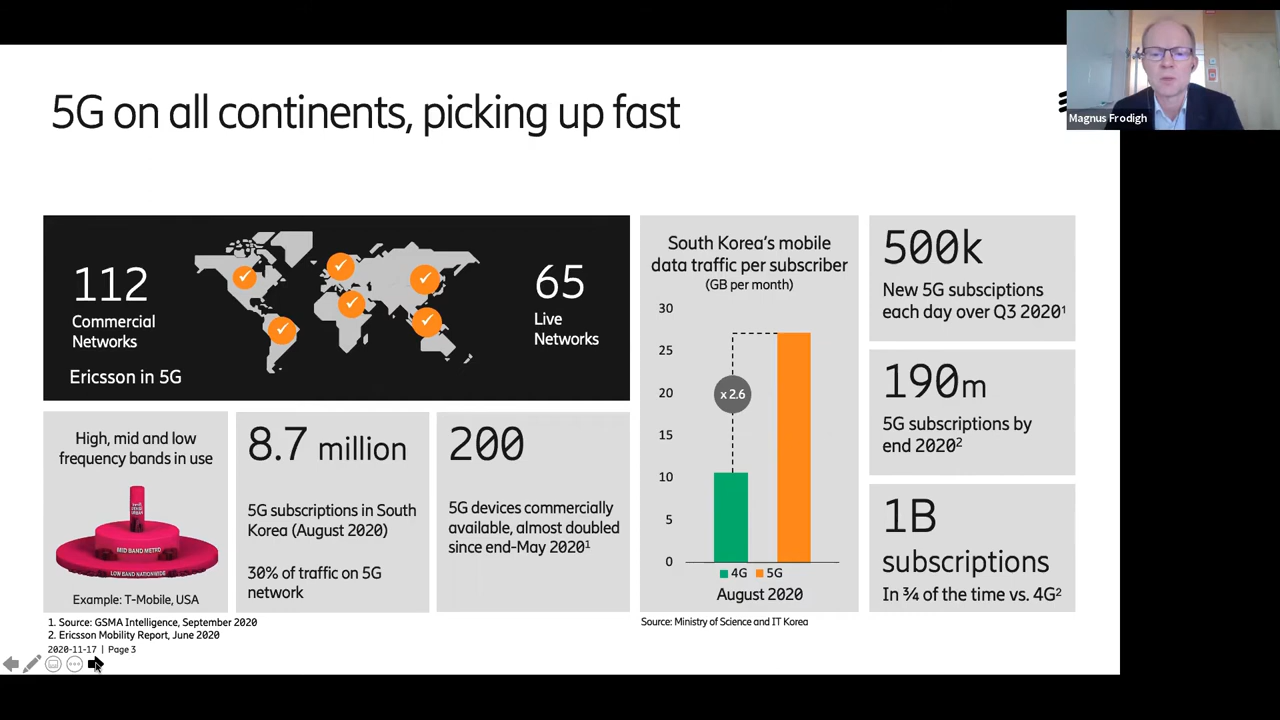 5G on all continents, picking up fast
Magnus Frodigh
112
Commercial
Networks
Ericsson in 5G
65
Live
Networks
High, mid and low
frequency bands in use
MID BAND METRO
LOW BAND NATIONWIDE
Example: T-Mobile, USA
8.7 million
5G subscriptions in South
Korea (August 2020)
30% of traffic on 5G
network
200
5G devices commercially
available, almost doubled
since end-May 2020¹
South Korea's mobile
data traffic per subscriber
(GB per month)
30
25
20
15
10
5
0
x 2.6
4G 5G
August 2020
500k
New 5G subsciptions
each day over Q3 2020¹
190m
5G subscriptions by
end 2020²
1B
subscriptions
In ¾ of the time vs. 4G²
1. Source: GSMA Intelligence, September 2020
2. Ericsson Mobility Report, June 2020
Source: Ministry of Science and IT Korea
2020-11-17 | Page 3